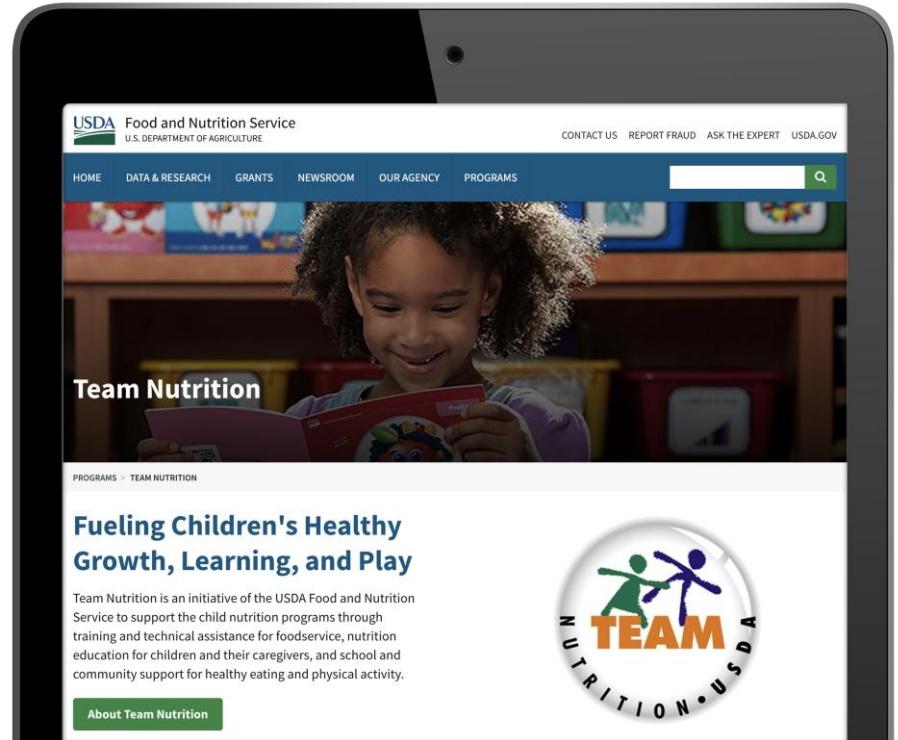 USDA
Food and Nutrition Service
U.S. DEPARTMENT OF AGRICULTURE
CONTACT US REPORT FRAUD ASK THE EXPERT USDA.GOV
HOME DATA & RESEARCH GRANTS NEWSROOM OUR AGENCY PROGRAMS
Team Nutrition
PROGRAMS > TEAM NUTRITION
Fueling Children's Healthy
Growth, Learning, and Play
Team Nutrition is an initiative of the USDA Food and Nutrition
Service to support the child nutrition programs through
training and technical assistance for foodservice, nutrition
education for children and their caregivers, and school and
community support for healthy eating and physical activity.
About Team Nutrition
TEAM
NUTRITION • USDA